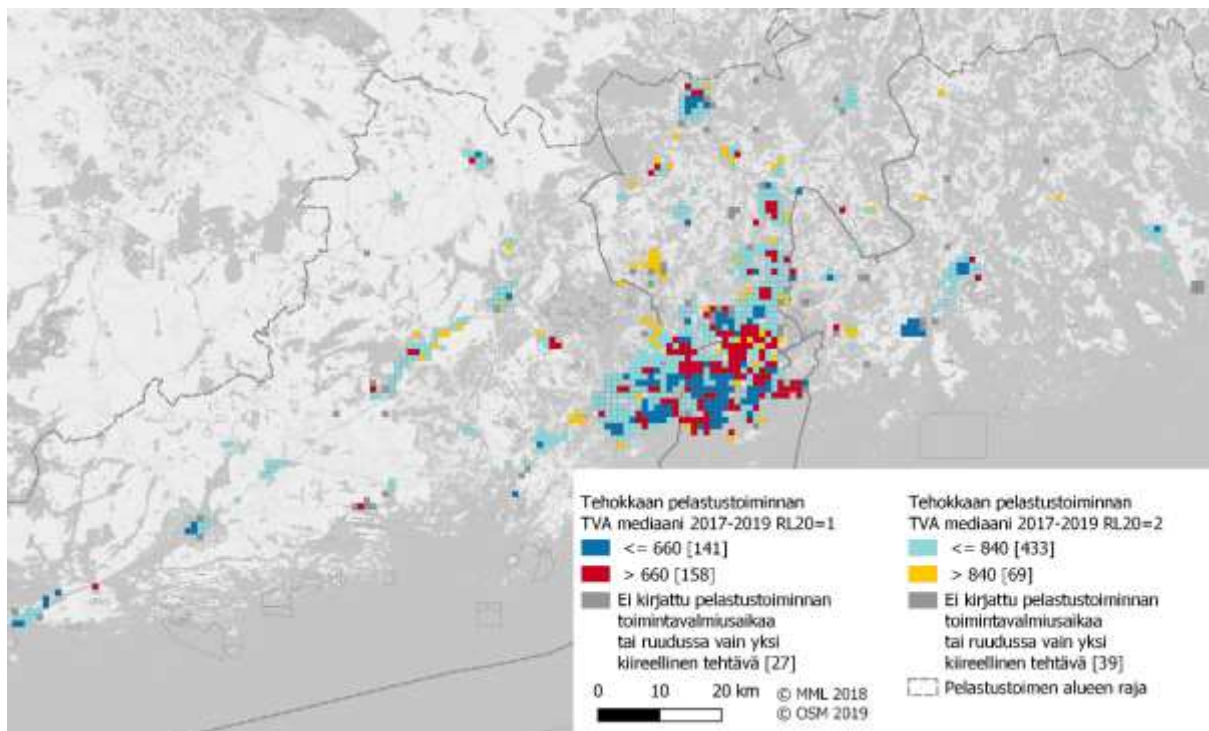 Tehokkaan pelastustoiminnan
TVA mediaani 2017-2019 RL20=1
<= 660 [141]
> 660 [158]
Ei kirjattu pelastustoiminnan
toimintavalmiusaikaa
tai ruudussa vain yksi
kiireellinen tehtävä [27]
0 10 20 km
© MML 2018
© OSM 2019
Tehokkaan pelastustoiminnan
TVA mediaani 2017-2019 RL20=2
<= 840 [433]
> 840 [69]
Ei kirjattu pelastustoiminnan
toimintavalmiusaikaa
tai ruudussa vain yksi
kiireellinen tehtävä [39]
Pelastustoimen alueen raja